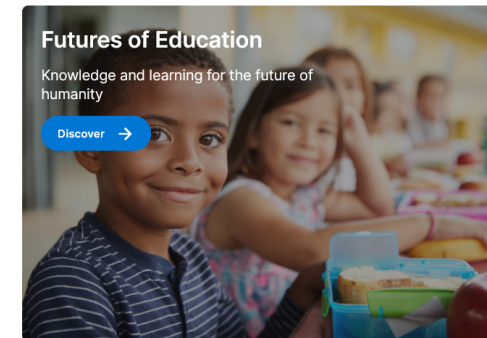 Futures of Education
Knowledge and learning for the future of
humanity
Discover